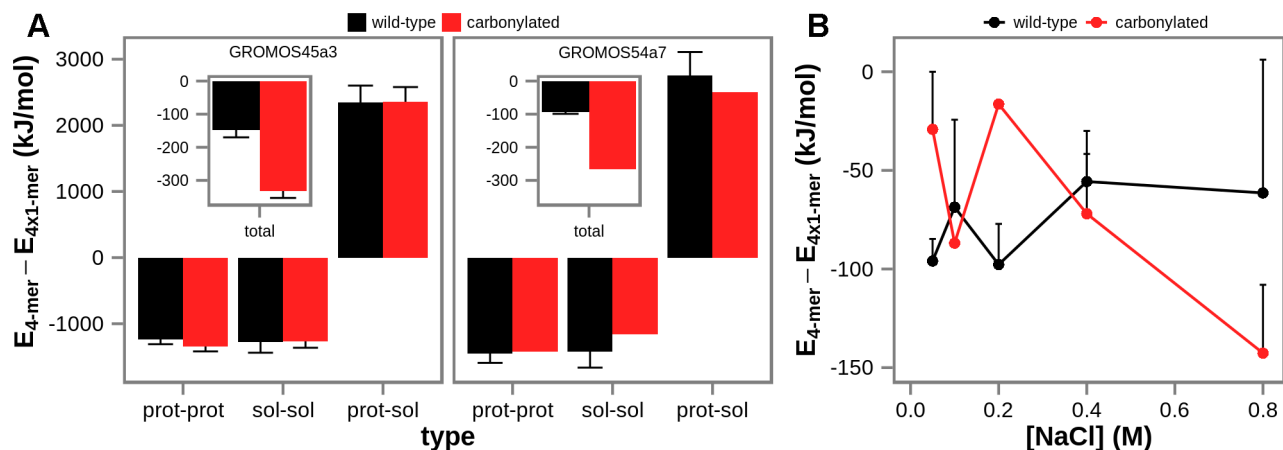 A
wild-type carbonylated
E4-mer − E4x1-mer (kJ/mol)
3000
2000
1000
0
-1000
GROMOS45a3
0
-100
-200
-300
total
prot-prot sol-sol prot-sol
GROMOS54a7
0
-100
-200
-300
total
prot-prot sol-sol prot-sol
type
B
wild-type carbonylated
E4-mer − E4x1-mer (kJ/mol)
0
-50
-100
-150
0.0 0.2 0.4 0.6 0.8
[NaCl] (M)